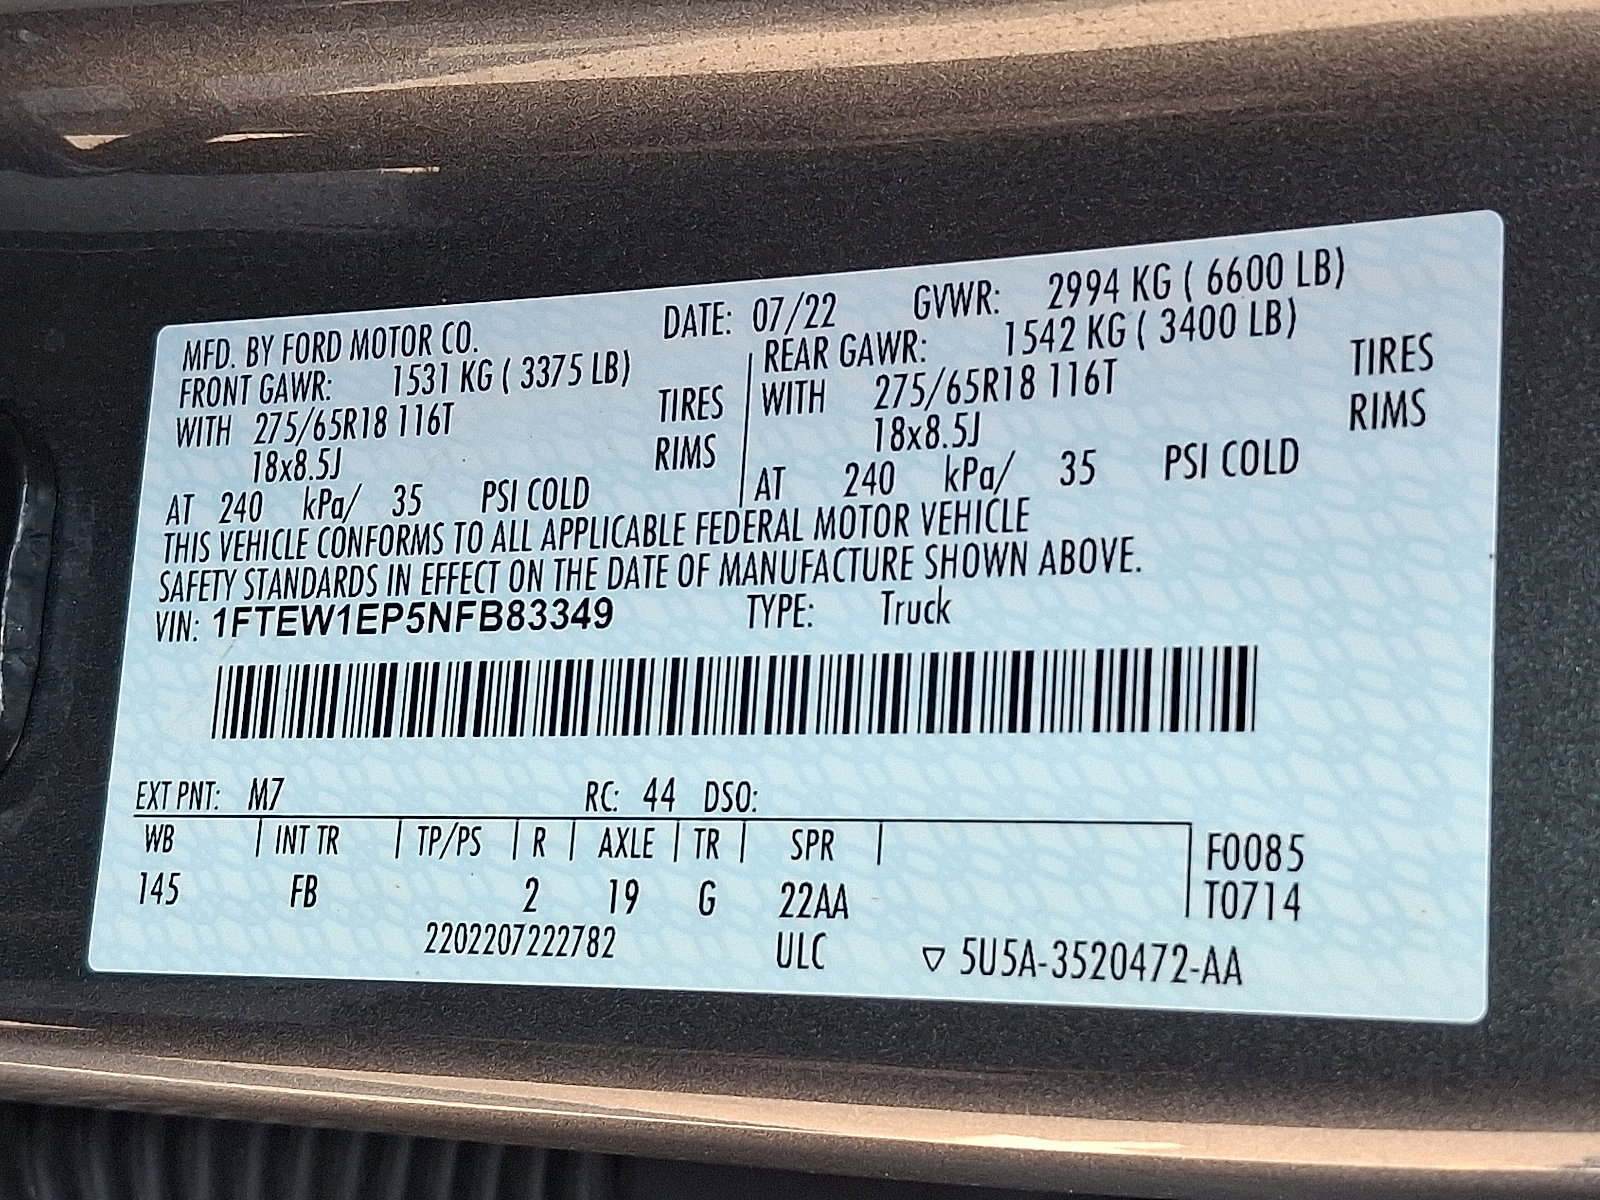 MFD. BY FORD MOTOR CO. DATE: 07/22 GVWR: 2994 KG ( 6600 LB)
FRONT GAWR: 1531 KG ( 3375 LB) REAR GAWR: 1542 KG ( 3400 LB)
WITH 275/65R18 116T TIRES WITH 275/65R18 116T TIRES
18x8.5J RIMS 18x8.5J RIMS
AT 240 kPa/ 35 PSI COLD AT 240 kPa/ 35 PSI COLD
THIS VEHICLE CONFORMS TO ALL APPLICABLE FEDERAL MOTOR VEHICLE
SAFETY STANDARDS IN EFFECT ON THE DATE OF MANUFACTURE SHOWN ABOVE.
VIN: 1FTEW1EP5NFB83349 TYPE: Truck
EXT PNT: M7 RC: 44 DSO:
WB INT TR TP/PS R AXLE TR SPR F0085
145 FB 2 19 G 22AA T0714
2202207222782 ULC ▽ 5U5A-3520472-AA